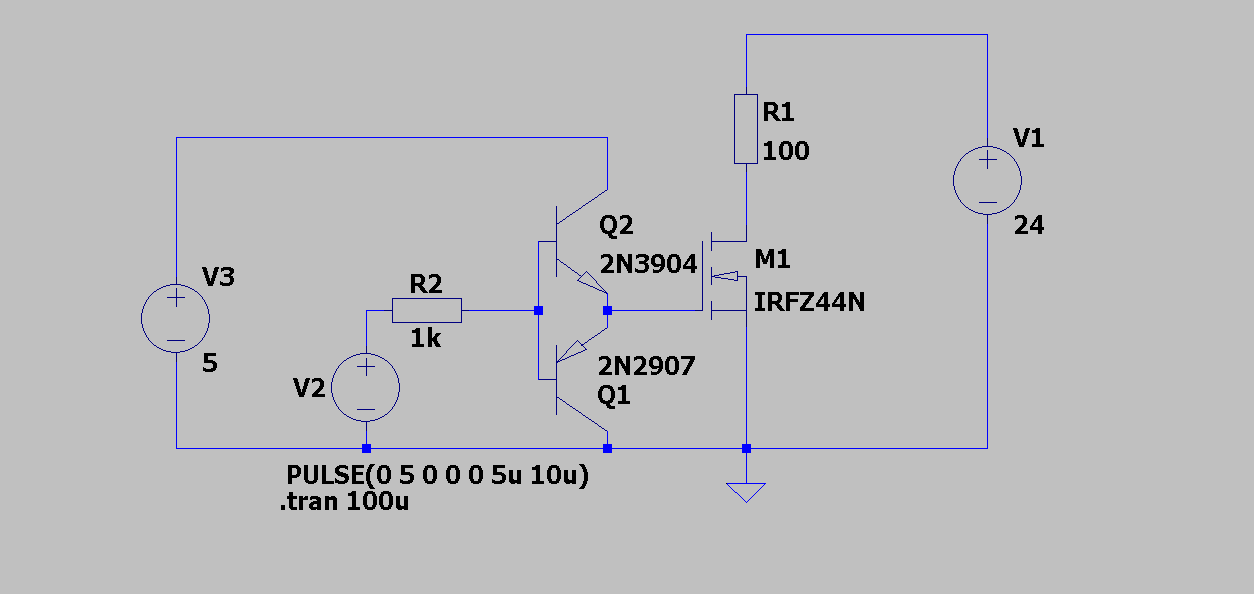 R1
100
V1
24
Q2
2N3904
M1
IRFZ44N
V3
5
R2
1k
V2
2N2907
Q1
PULSE(0 5 0 0 0 5u 10u)
.tran 100u